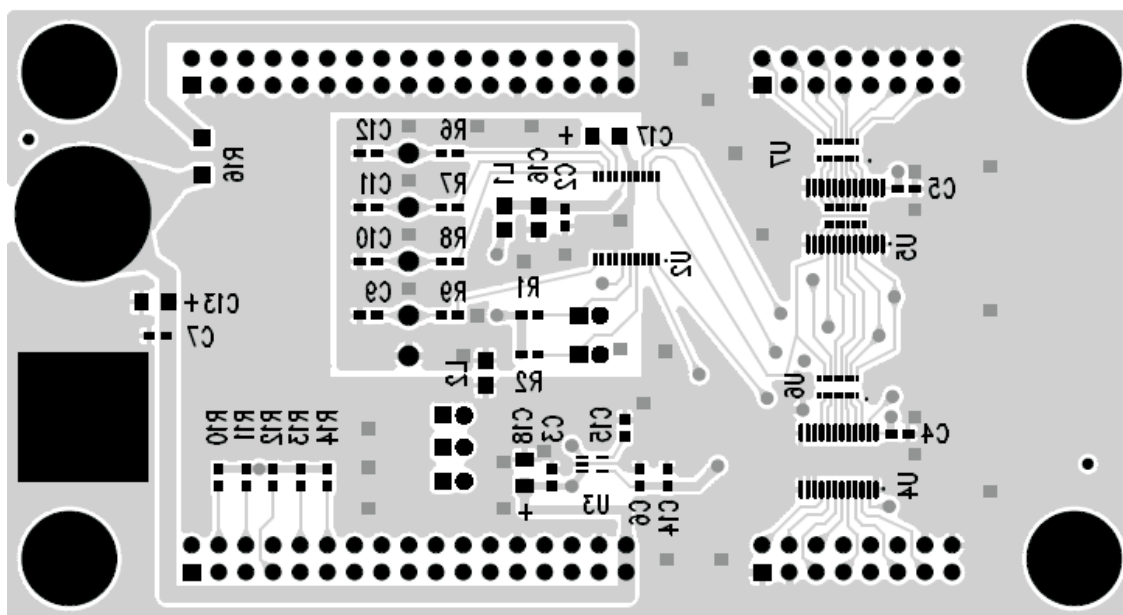 C12
R6
+
C17
U7
R16
L1
C16
C2
C11
R7
C5
C10
R8
U5
U2
C9
R9
R1
C13
+
C7
L2
R2
U6
R10
R11
R12
R13
R14
C18
C3
C15
C4
U4
+
U3
C6
C14